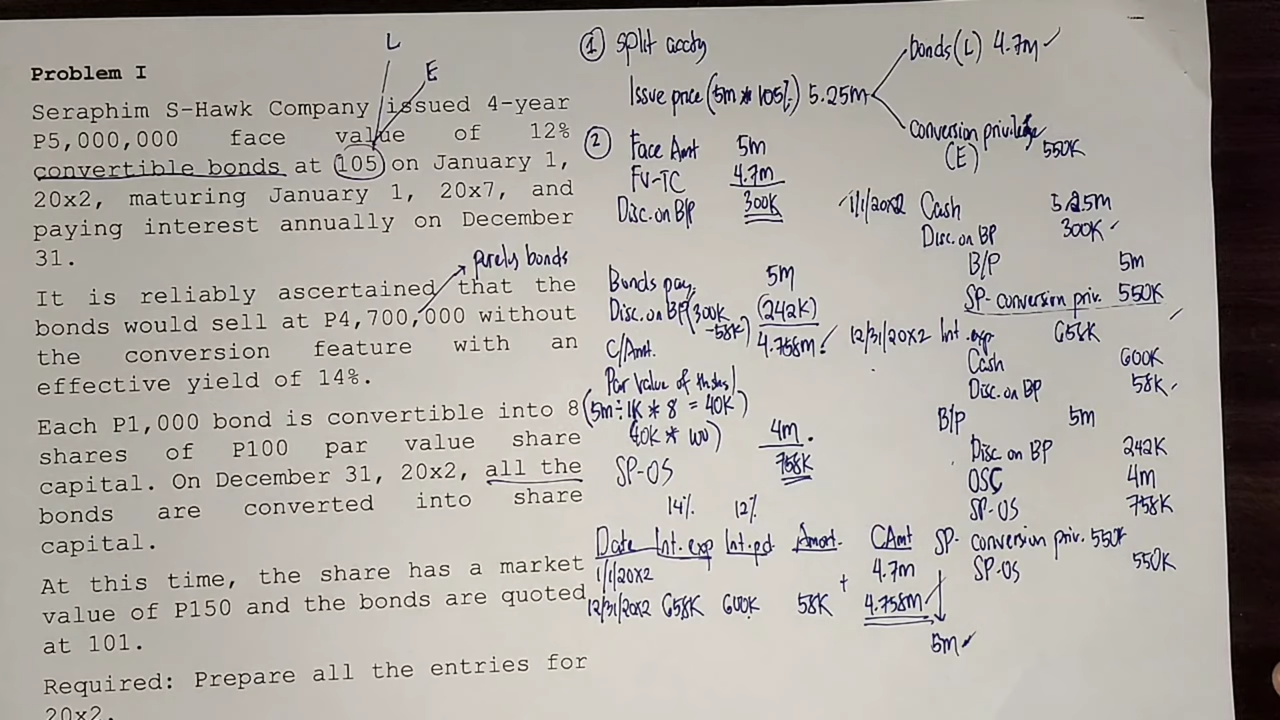 Problem I
L
E
Seraphim S-Hawk Company issued 4-year
P5,000,000 face value of 12%
convertible bonds at 105 on January 1,
20x2, maturing January 1, 20x7, and
paying interest annually on December
31.
purely bonds
It is reliably ascertained that the
bonds would sell at P4,700,000 without
the conversion feature with an
effective yield of 14%.
Each P1,000 bond is convertible into 8
shares of P100 par value share
capital. On December 31, 20x2, all the
bonds are converted into share
capital.
At this time, the share has a market
value of P150 and the bonds are quoted
at 101.
Required: Prepare all the entries for
20x2.
① split acctg
Issue price (5m * 105%) 5.25m
bonds (L) 4.7m ✓
conversion privilege
(E) 550K
② Face Amt 5m
FV-TC 4.7m
Disc. on B/P 300K
Bonds pay. 5m
Disc. on BP (300K (242K)
-58K)
C/Amt. 4.758m ✓
Par value of
(5m ÷ 1K * 8 = 40K)
40K * 100) 4m.
SP-OS 758K
14% 12%
Date Int. exp Int. pd Amort. CAmt
1/1/20x2 4.7m
12/31/20x2 658K 600K 58K + 4.758m
5m ✓
1/1/20x2 Cash 5.25m
Disc. on BP 300K ✓
B/P 5m
SP- conversion priv. 550K
12/31/20x2 Int. exp 658K
Cash 600K
Disc. on BP 58K ✓
B/P 5m
Disc on BP 242K
OSC 4m
SP-OS 758K
SP- conversion priv. 550K
SP-OS 550K